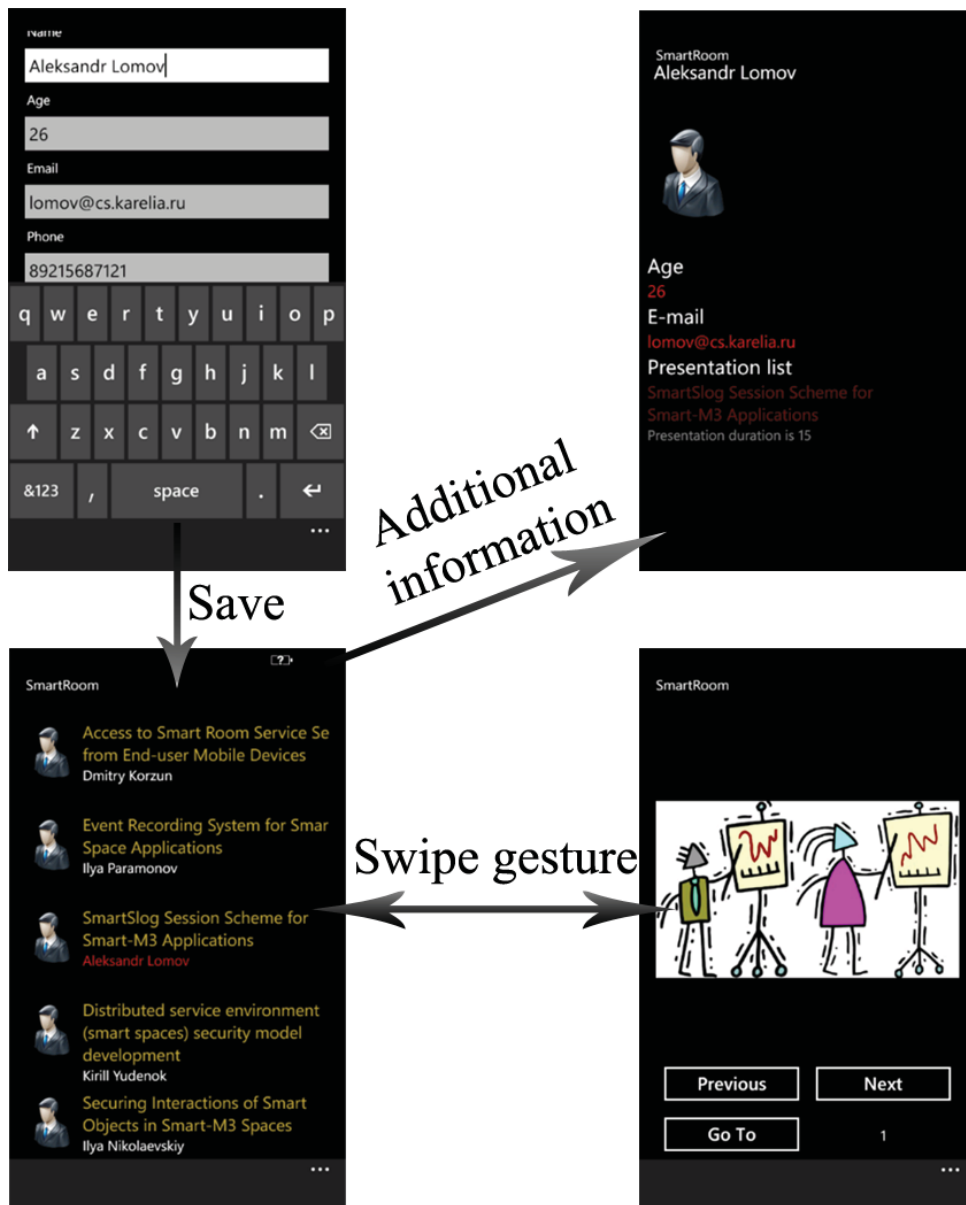 Name
Aleksandr Lomov
Age
26
Email
lomov@cs.karelia.ru
Phone
89215687121
q w e r t y u i o p
a s d f g h j k l
z x c v b n m
&123 , space .
...
Save
Additional
information
SmartRoom
Aleksandr Lomov
Age
26
E-mail
lomov@cs.karelia.ru
Presentation list
SmartSlog Session Scheme for
Smart-M3 Applications
Presentation duration is 15
?
SmartRoom
Access to Smart Room Service Se
from End-user Mobile Devices
Dmitry Korzun
Event Recording System for Smar
Space Applications
Ilya Paramonov
SmartSlog Session Scheme for
Smart-M3 Applications
Aleksandr Lomov
Distributed service environment
(smart spaces) security model
development
Kirill Yudenok
Securing Interactions of Smart
Objects in Smart-M3 Spaces
Ilya Nikolaevskiy
...
Swipe gesture
SmartRoom
Previous Next
Go To 1
...